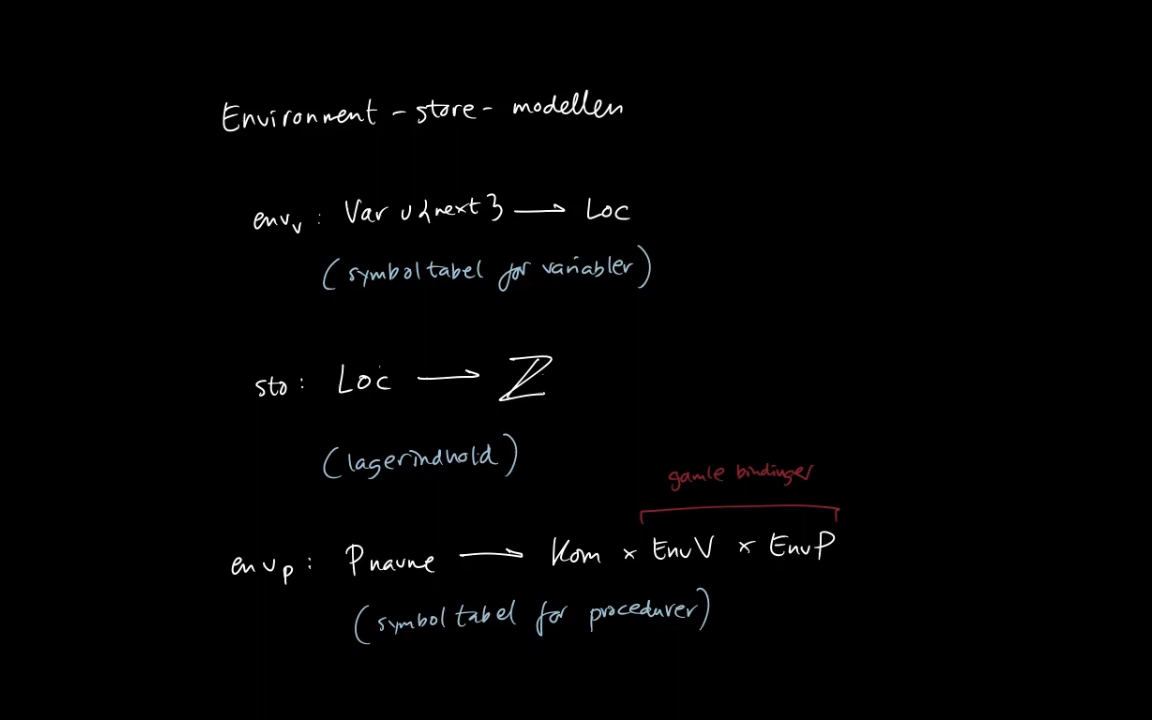 Environment - store - modellen
env_v : Var ∪ {next} → Loc
(symboltabel for variabler)
sto : Loc → ℤ
(lagerindhold)
gamle bindinger
env_p : Pnavne → Kom × EnvV × EnvP
(symboltabel for procedurer)